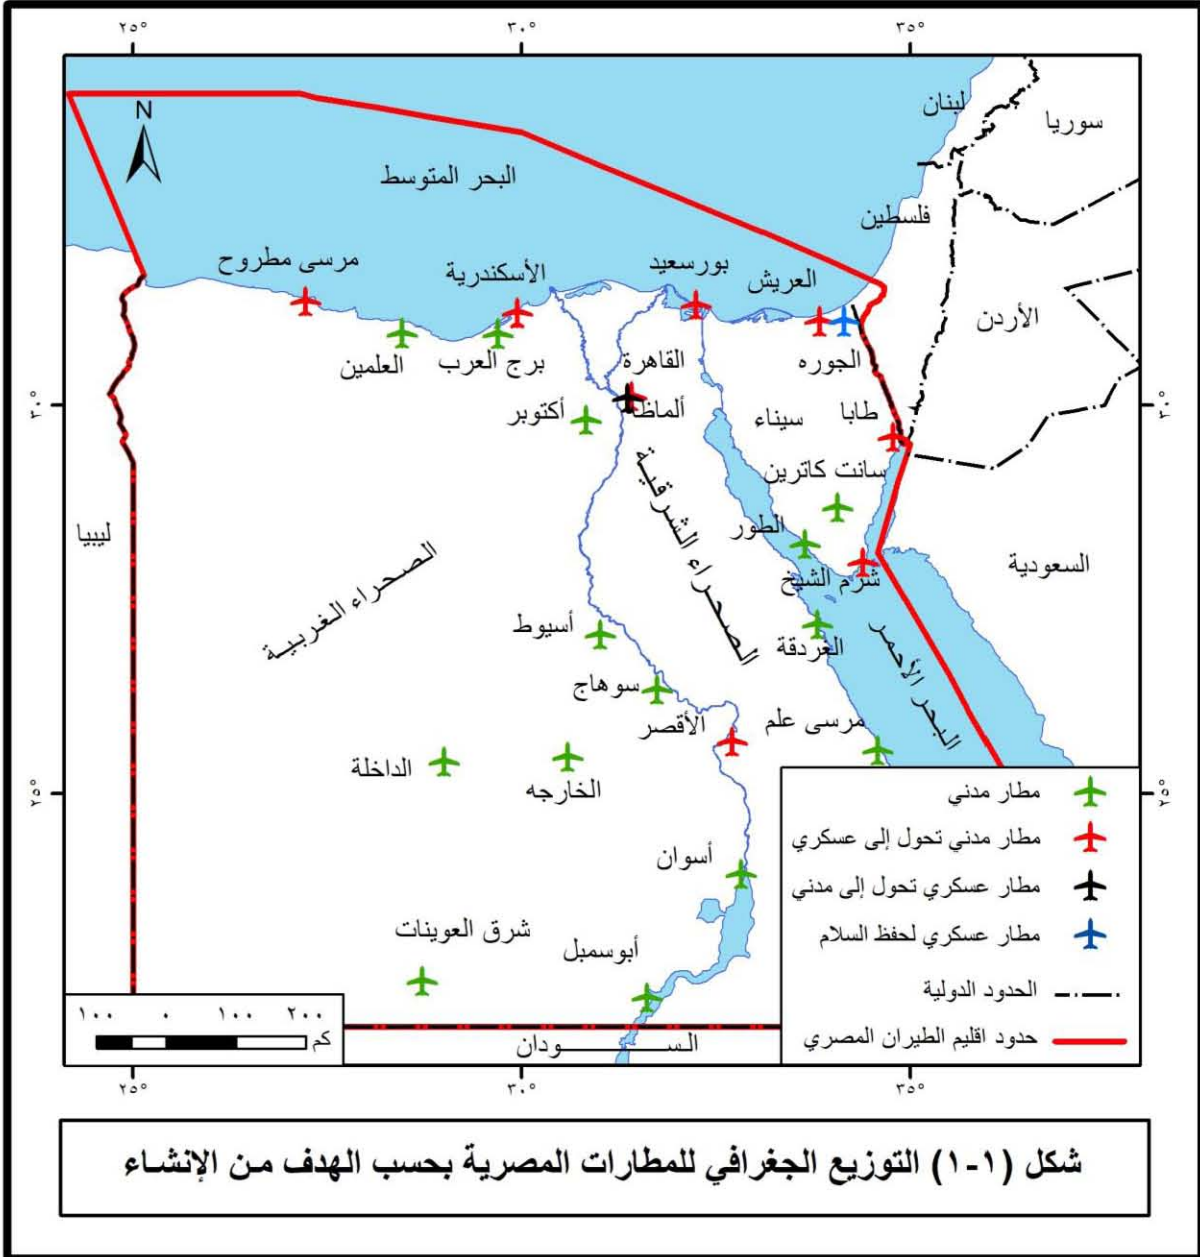 ٢٥° ٣٠° ٣٥°
N
لبنان
سوريا
البحر المتوسط
فلسطين
مرسى مطروح
الأسكندرية
بورسعيد
العريش
الأردن
العلمين
برج العرب
القاهرة
الجوره
٣٠° ٣٠°
أكتوبر
ألماظة
سيناء
طابا
سانت كاترين
ليبيا
الصحراء الغربية
الصحراء الشرقية
الطور
شرم الشيخ
السعودية
أسيوط
الغردقة
البحر الأحمر
سوهاج
الأقصر
مرسى علم
الداخلة
الخارجه
٢٥° ٢٥°
أسوان
شرق العوينات
أبوسمبل
الســـــــودان
مطار مدني
مطار مدني تحول إلى عسكري
مطار عسكري تحول إلى مدني
مطار عسكري لحفظ السلام
الحدود الدولية
حدود اقليم الطيران المصري
١٠٠ ٠ ١٠٠ ٢٠٠
كم
٢٥° ٣٠° ٣٥°
شكل (١-١) التوزيع الجغرافي للمطارات المصرية بحسب الهدف من الإنشاء